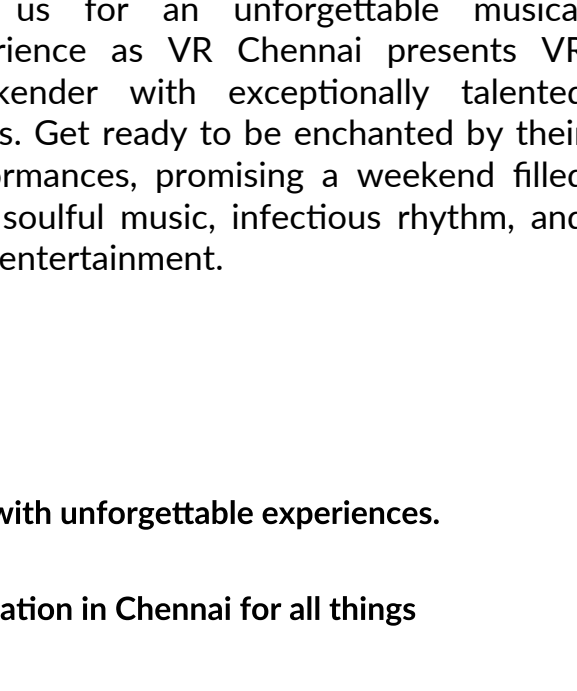 us for an unforgettable musica
rience as VR Chennai presents VR
kender with exceptionally talented
s. Get ready to be enchanted by their
ormances, promising a weekend filled
soulful music, infectious rhythm, and
entertainment.
with unforgettable experiences.
ation in Chennai for all things